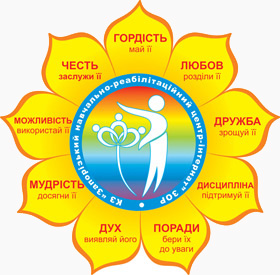 ГОРДІСТЬ
май її
ЛЮБОВ
розділи її
ДРУЖБА
зрощуй її
ДИСЦИПЛІНА
підтримуй її
ПОРАДИ
бери їх
до уваги
ДУХ
виявляй його
МУДРІСТЬ
досягни її
МОЖЛИВІСТЬ
використай її
ЧЕСТЬ
заслужи її
КЗ "Запорізький навчально-реабілітаційний центр-інтернат" ЗОР